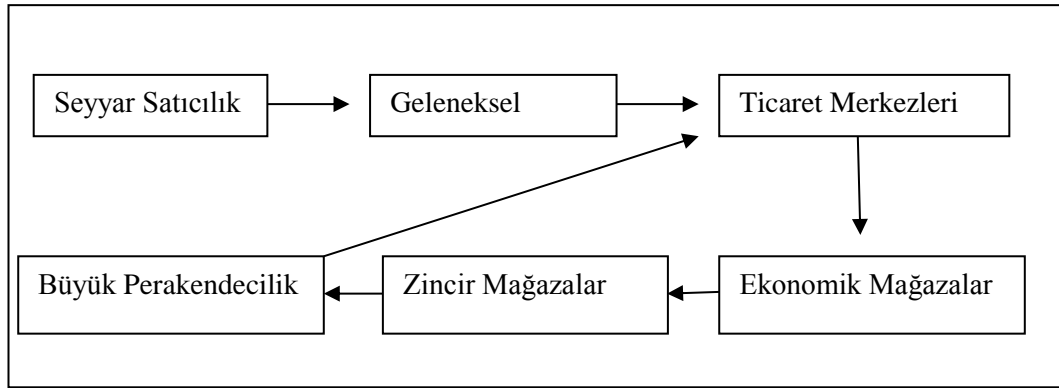 Seyyar Satıcılık
Geleneksel
Ticaret Merkezleri
Büyük Perakendecilik
Zincir Mağazalar
Ekonomik Mağazalar